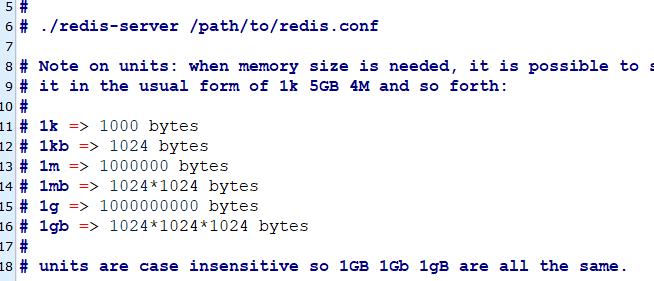 5 #
6 # ./redis-server /path/to/redis.conf
7
8 # Note on units: when memory size is needed, it is possible to s
9 # it in the usual form of 1k 5GB 4M and so forth:
10 #
11 # 1k => 1000 bytes
12 # 1kb => 1024 bytes
13 # 1m => 1000000 bytes
14 # 1mb => 1024*1024 bytes
15 # 1g => 1000000000 bytes
16 # 1gb => 1024*1024*1024 bytes
17 #
18 # units are case insensitive so 1GB 1Gb 1gB are all the same.